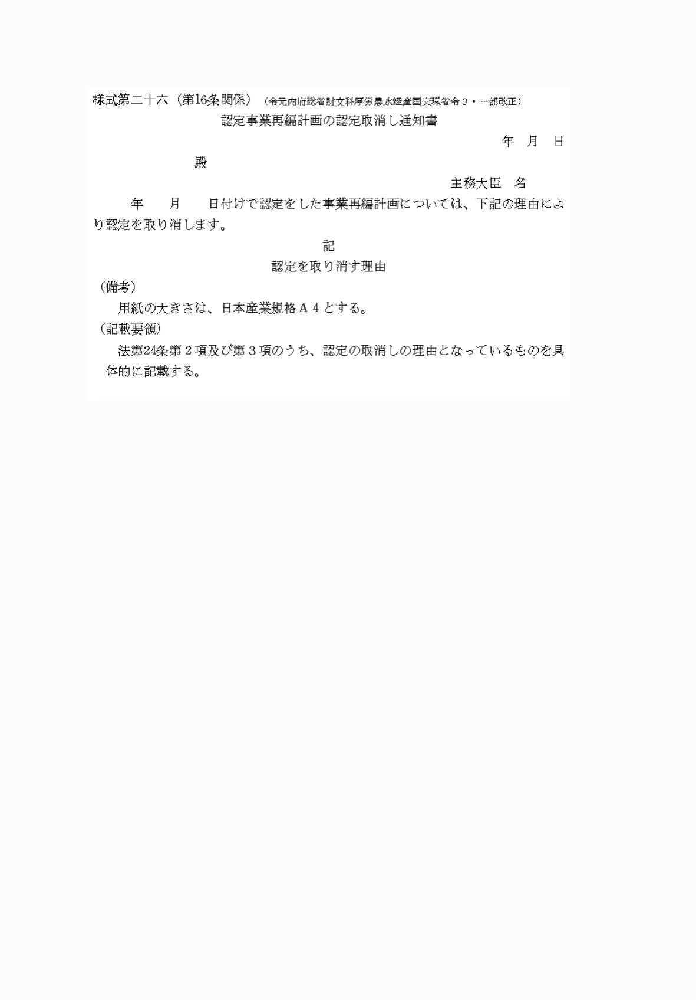 様式第二十六（第16条関係）（令元内府総省財文科厚労農水経産国交環省令３・一部改正）
認定事業再編計画の認定取消し通知書
年　月　日
殿
主務大臣　名
年　　月　　日付けで認定をした事業再編計画については、下記の理由によ
り認定を取り消します。
記
認定を取り消す理由
（備考）
用紙の大きさは、日本産業規格Ａ４とする。
（記載要領）
法第24条第２項及び第３項のうち、認定の取消しの理由となっているものを具
体的に記載する。